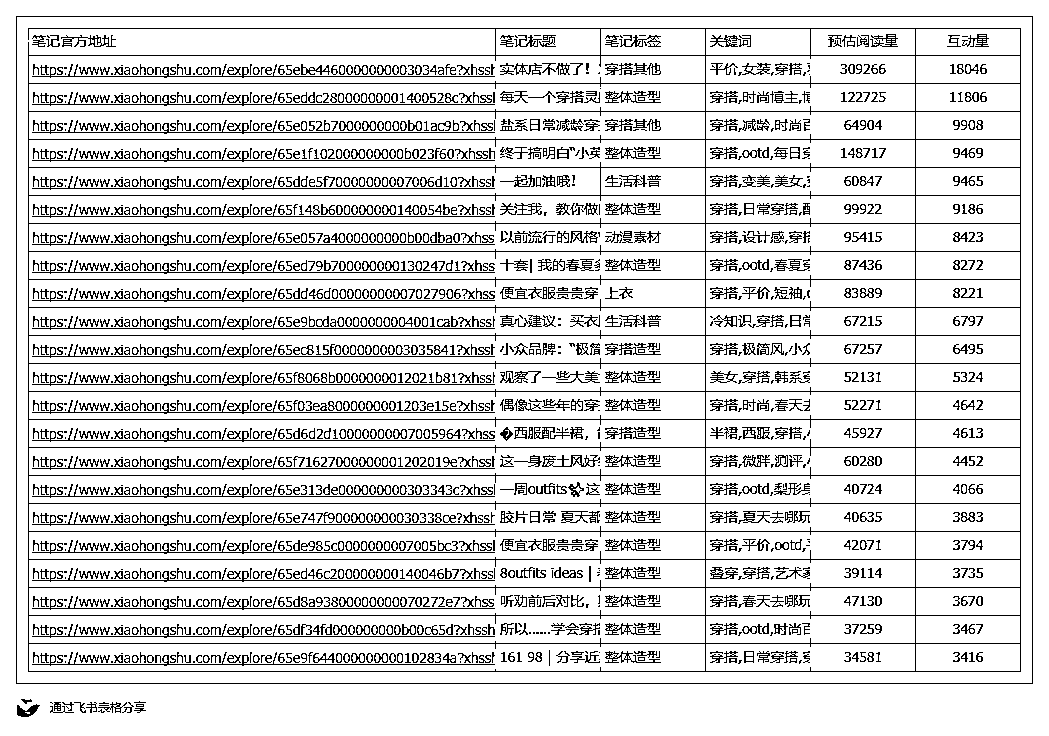 笔记官方地址 笔记标题 笔记标签 关键词 预估阅读量 互动量
https://www.xiaohongshu.com/explore/65ebe4460000000003034afe?xhssl 实体店不做了! 穿搭其他 平价,女装,穿搭, 309266 18046
https://www.xiaohongshu.com/explore/65eddc28000000001400528c?xhssl 每天一个穿搭灵 整体造型 穿搭,时尚博主, 122725 11806
https://www.xiaohongshu.com/explore/65e052b7000000000b01ac9b?xhssl 盐系日常减龄穿 穿搭其他 穿搭,减龄,时尚百 64904 9908
https://www.xiaohongshu.com/explore/65e1f102000000000b023f60?xhssl 终于搞明白“小英 整体造型 穿搭,ootd,每日穿 148717 9469
https://www.xiaohongshu.com/explore/65dde5f70000000007006d10?xhssl 一起加油哦! 生活科普 穿搭,变美,美女, 60847 9465
https://www.xiaohongshu.com/explore/65f148b600000000140054be?xhssl 关注我，教你做 整体造型 穿搭,日常穿搭,配 99922 9186
https://www.xiaohongshu.com/explore/65e057a4000000000b00dba0?xhss 以前流行的风格 动漫素材 穿搭,设计感,穿搭 95415 8423
https://www.xiaohongshu.com/explore/65ed79b700000000130247d1?xhss 十套| 我的春夏多 整体造型 穿搭,ootd,春夏穿 87436 8272
https://www.xiaohongshu.com/explore/65dd46d00000000007027906?xhss 便宜衣服贵贵穿 上衣 穿搭,平价,短袖, 83889 8221
https://www.xiaohongshu.com/explore/65e9bcda0000000004001cab?xhss 真心建议：买衣 生活科普 冷知识,穿搭,日常 67215 6797
https://www.xiaohongshu.com/explore/65ec815f0000000003035841?xhss 小众品牌：“极简 穿搭造型 穿搭,极简风,小众 67257 6495
https://www.xiaohongshu.com/explore/65f8068b0000000012021b81?xhss 观察了一些大美 整体造型 美女,穿搭,韩系穿 52131 5324
https://www.xiaohongshu.com/explore/65f03ea8000000001203e15e?xhss 偶像这些年的穿 整体造型 穿搭,时尚,春天去 52271 4642
https://www.xiaohongshu.com/explore/65d6d2d10000000007005964?xhss �西服配半裙， 穿搭造型 半裙,西服,穿搭, 45927 4613
https://www.xiaohongshu.com/explore/65f71627000000001202019e?xhss 这一身废土风好 整体造型 穿搭,微胖,测评, 60280 4452
https://www.xiaohongshu.com/explore/65e313de000000000303343c?xhss 一周outfits 这 整体造型 穿搭,ootd,梨形身 40724 4066
https://www.xiaohongshu.com/explore/65e747f900000000030338ce?xhssl 胶片日常 夏天都 整体造型 穿搭,夏天去哪玩 40635 3883
https://www.xiaohongshu.com/explore/65de985c0000000007005bc3?xhss 便宜衣服贵贵穿 整体造型 穿搭,平价,ootd, 42071 3794
https://www.xiaohongshu.com/explore/65ed46c200000000140046b7?xhss 8outfits ideas | 整体造型 叠穿,穿搭,艺术家 39114 3735
https://www.xiaohongshu.com/explore/65d8a93800000000070272e7?xhss 听劝前后对比， 整体造型 穿搭,春天去哪玩 47130 3670
https://www.xiaohongshu.com/explore/65df34fd000000000b00c65d?xhss 所以……学会穿搭 整体造型 穿搭,ootd,时尚百 37259 3467
https://www.xiaohongshu.com/explore/65e9f644000000000102834a?xhss 161 98 | 分享近 整体造型 穿搭,日常穿搭,穿 34581 3416
通过飞书表格分享